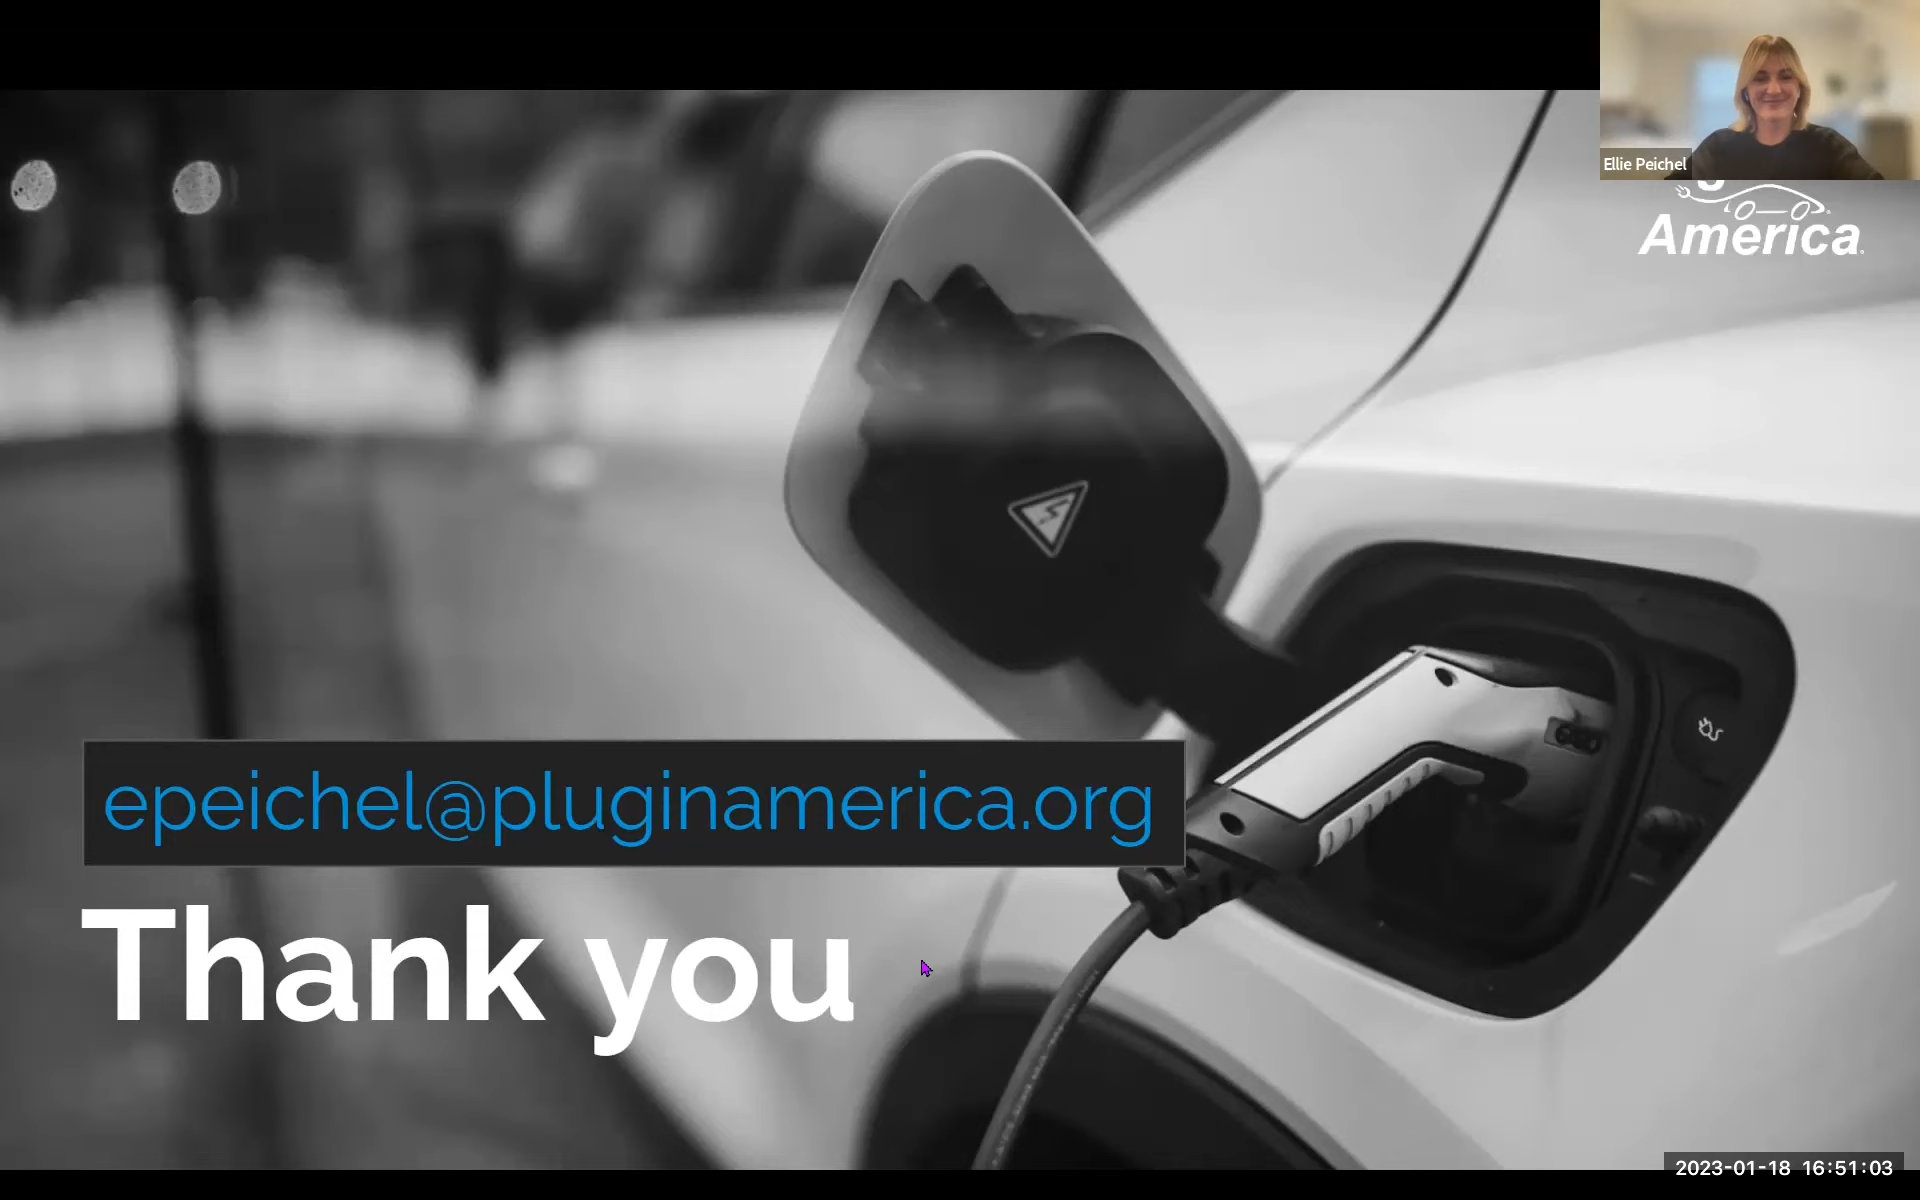 Ellie Peichel
America
epeichel@pluginamerica.org
Thank you
2023-01-18 16:51:03